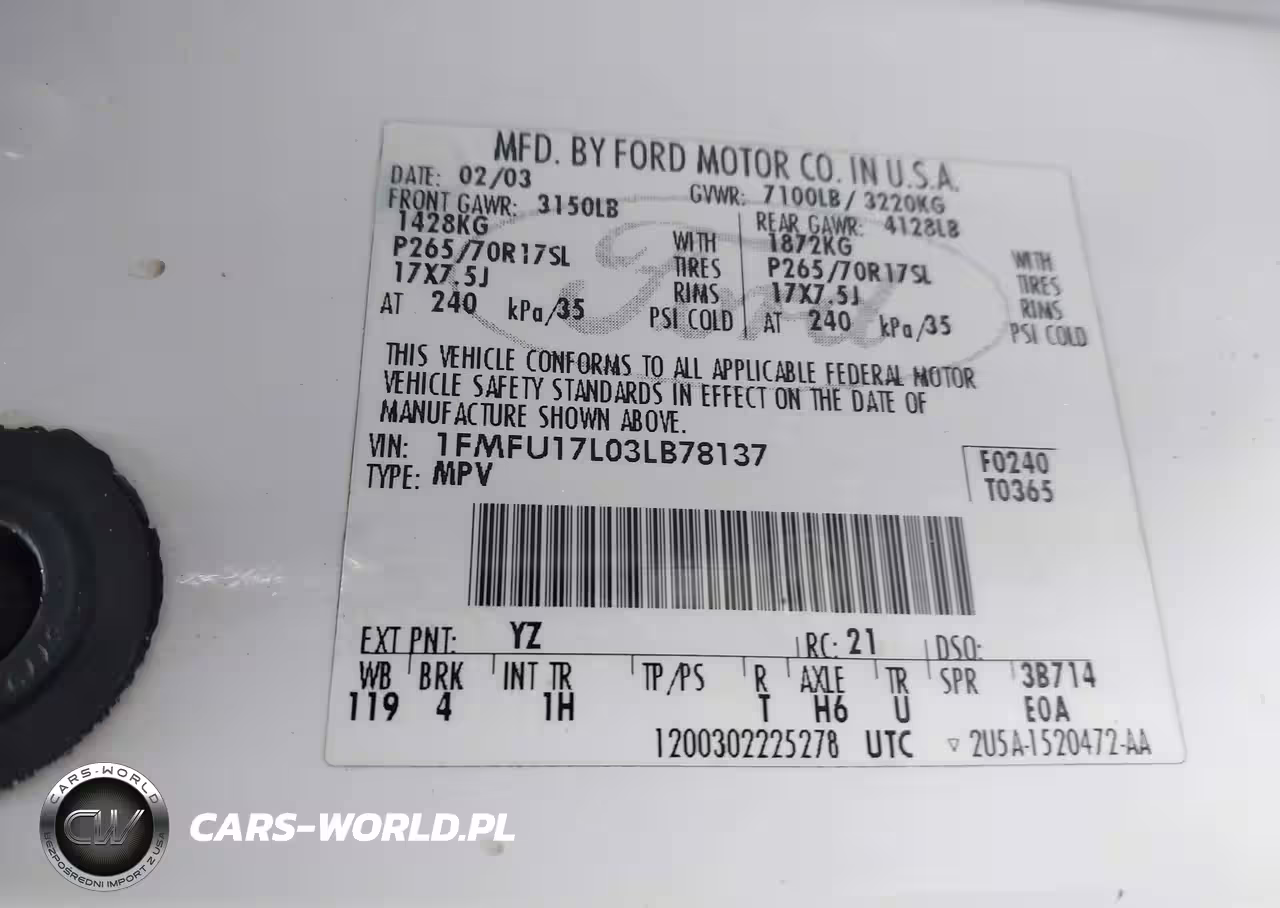 MFD. BY FORD MOTOR CO. IN U.S.A.
DATE: 02/03 GVWR: 7100LB / 3220KG
FRONT GAWR: 3150LB REAR GAWR: 4128LB
1428KG WITH 1872KG WITH
P265/70R17SL TIRES P265/70R17SL TIRES
17X7.5J RIMS 17X7.5J RIMS
AT 240 kPa/35 PSI COLD AT 240 kPa/35 PSI COLD
Ford
THIS VEHICLE CONFORMS TO ALL APPLICABLE FEDERAL MOTOR
VEHICLE SAFETY STANDARDS IN EFFECT ON THE DATE OF
MANUFACTURE SHOWN ABOVE.
VIN: 1FMFU17L03LB78137 F0240
TYPE: MPV T0365
EXT PNT: YZ RC: 21 DSO:
WB BRK INT TR TP/PS R AXLE TR SPR 3B714
119 4 1H T H6 U E0A
1200302225278 UTC ▽ 2U5A-1520472-AA
CARS-WORLD
CW
BEZPOŚREDNI IMPORT Z USA
CARS-WORLD.PL